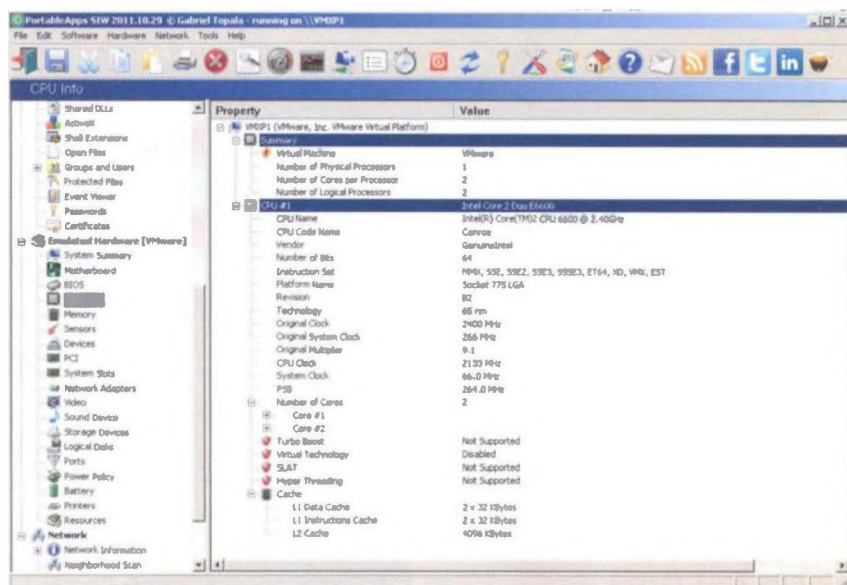 PortableApps SIW 2011.10.29 © Gabriel Topala - running on \\VMXP1
File Edit Software Hardware Network Tools Help
CPU Info
Shared DLLs
ActiveX
Shell Extensions
Open Files
Groups and Users
Protected Files
Event Viewer
Passwords
Certificates
Emulated Hardware [VMware]
System Summary
Motherboard
BIOS
Memory
Sensors
Devices
PCI
System Slots
Network Adapters
Video
Sound Device
Storage Devices
Logical Disks
Ports
Power Policy
Battery
Printers
Resources
Network
Network Information
Neighborhood Scan
Property Value
VMXP1 (VMware, Inc. VMware Virtual Platform)
Summary
Virtual Machine VMware
Number of Physical Processors 1
Number of Cores per Processor 2
Number of Logical Processors 2
CPU #1 Intel Core 2 Duo E6600
CPU Name Intel(R) Core(TM)2 CPU 6600 @ 2.40GHz
CPU Code Name Conroe
Vendor GenuineIntel
Number of Bits 64
Instruction Set MMX, SSE, SSE2, SSE3, SSSE3, ET64, XD, VMX, EST
Platform Name Socket 775 LGA
Revision B2
Technology 65 nm
Original Clock 2400 MHz
Original System Clock 266 MHz
Original Multiplier 9.1
CPU Clock 2133 MHz
System Clock 66.0 MHz
FSB 264.0 MHz
Number of Cores 2
Core #1
Core #2
Turbo Boost Not Supported
Virtual Technology Disabled
SLAT Not Supported
Hyper Threading Not Supported
Cache
L1 Data Cache 2 x 32 KBytes
L1 Instructions Cache 2 x 32 KBytes
L2 Cache 4096 KBytes